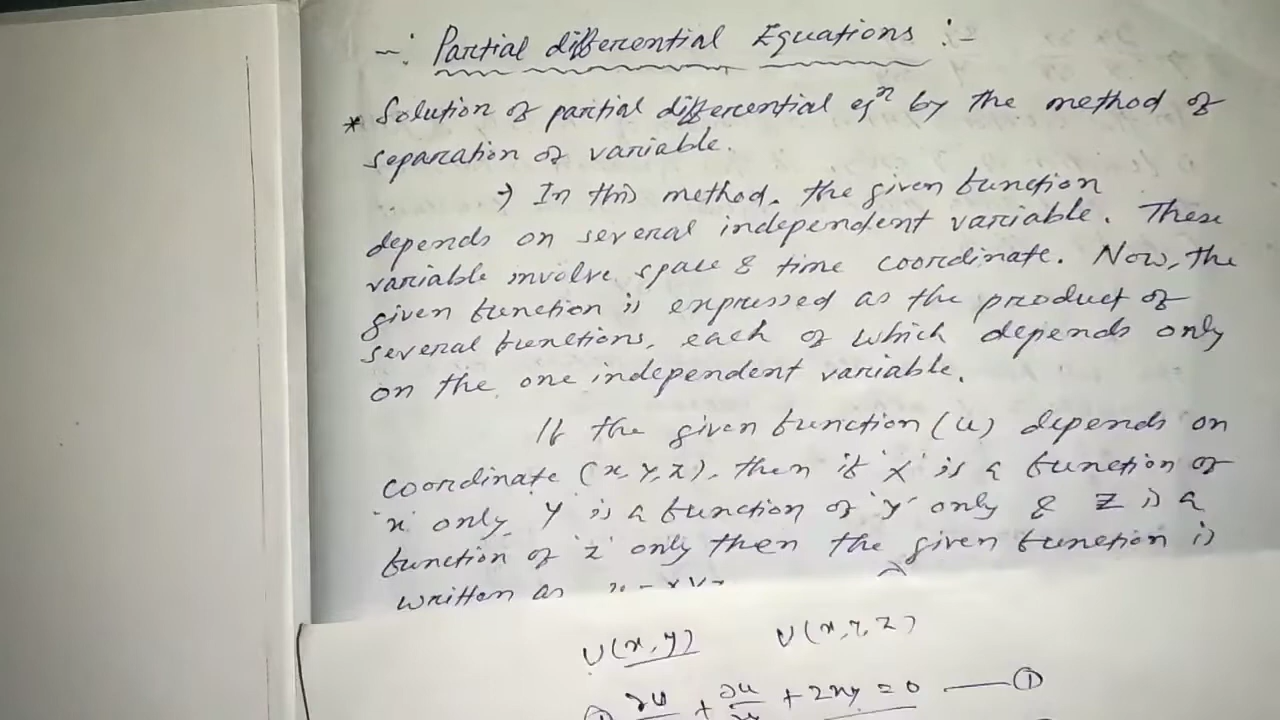 ~: Partial differential Equations :-
* Solution of partial differential eqⁿ by the method of
separation of variable.
→ In this method, the given function
depends on several independent variable. These
variable involve space & time coordinate. Now, the
given function is expressed as the product of
several functions, each of which depends only
on the one independent variable.
If the given function (u) depends on
coordinate (x, y, z), then if 'X' is a function of
'x' only, Y is a function of 'y' only & Z is a
function of 'z' only then the given function is
written as
U(x,y) U(x,y,z)
① ∂u + ∂u + 2xy = 0 —— ①